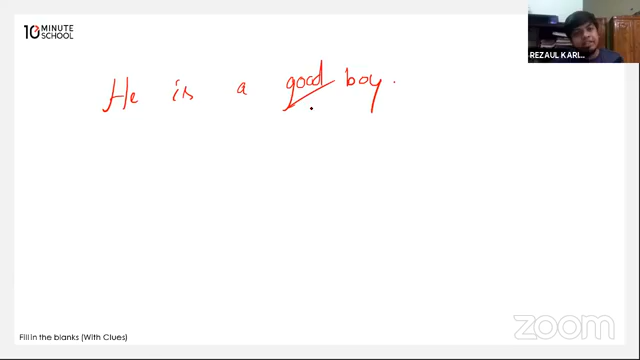 10 MINUTE SCHOOL
REZAUL KARI...
He is a good boy.
Fill in the blanks (With Clues)
zoom